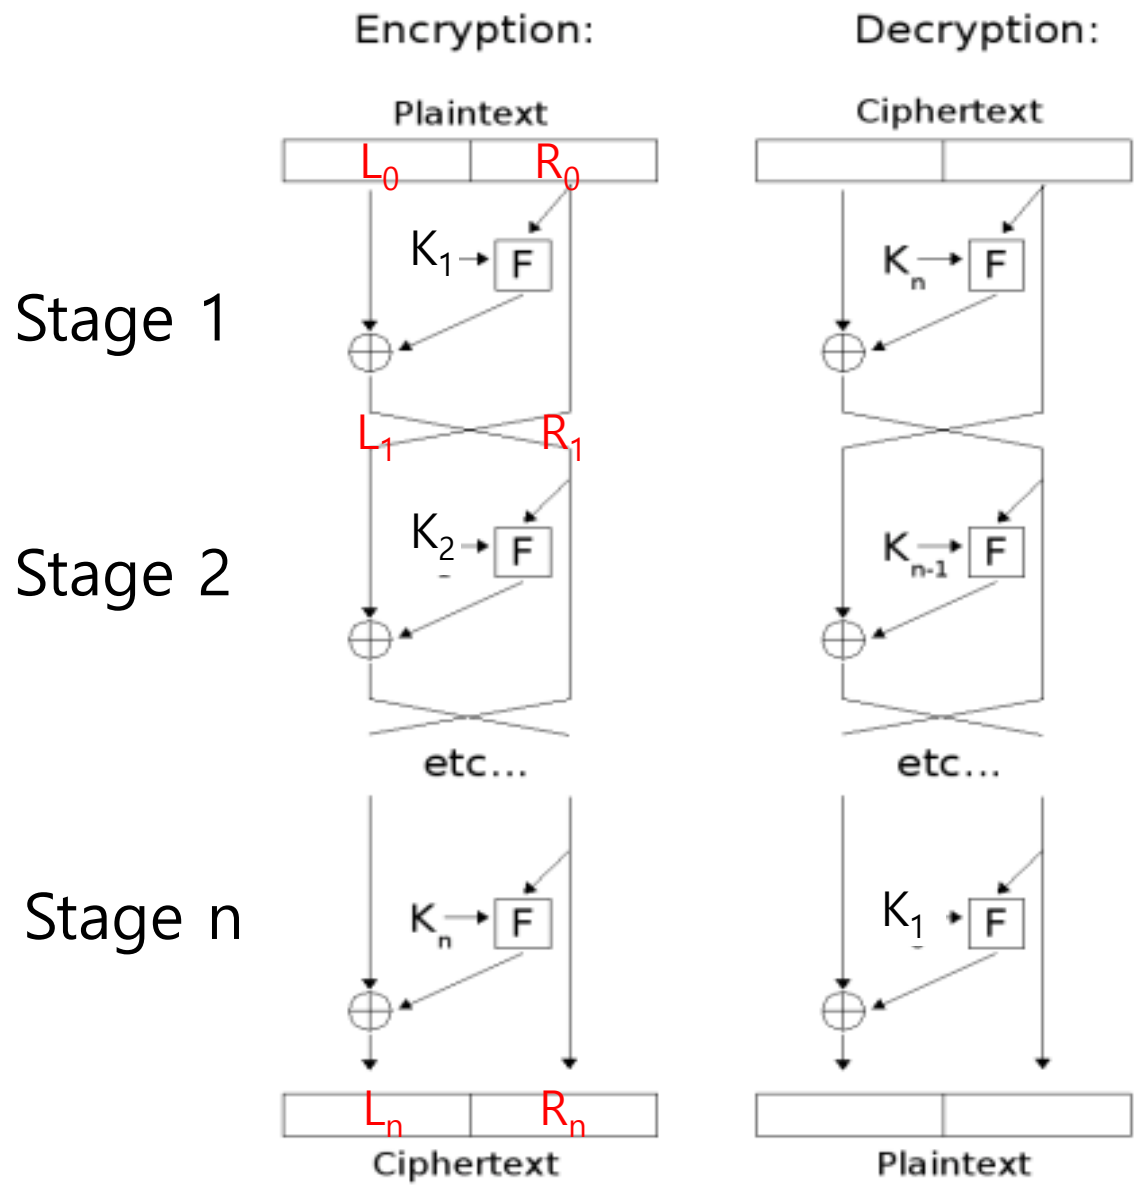 Encryption:
Decryption:
Plaintext
Ciphertext
L₀ R₀
K₁ F
Kₙ F
Stage 1
L₁ R₁
K₂ F
Kₙ₋₁ F
Stage 2
etc...
etc...
Kₙ F
K₁ F
Stage n
Lₙ Rₙ
Ciphertext
Plaintext